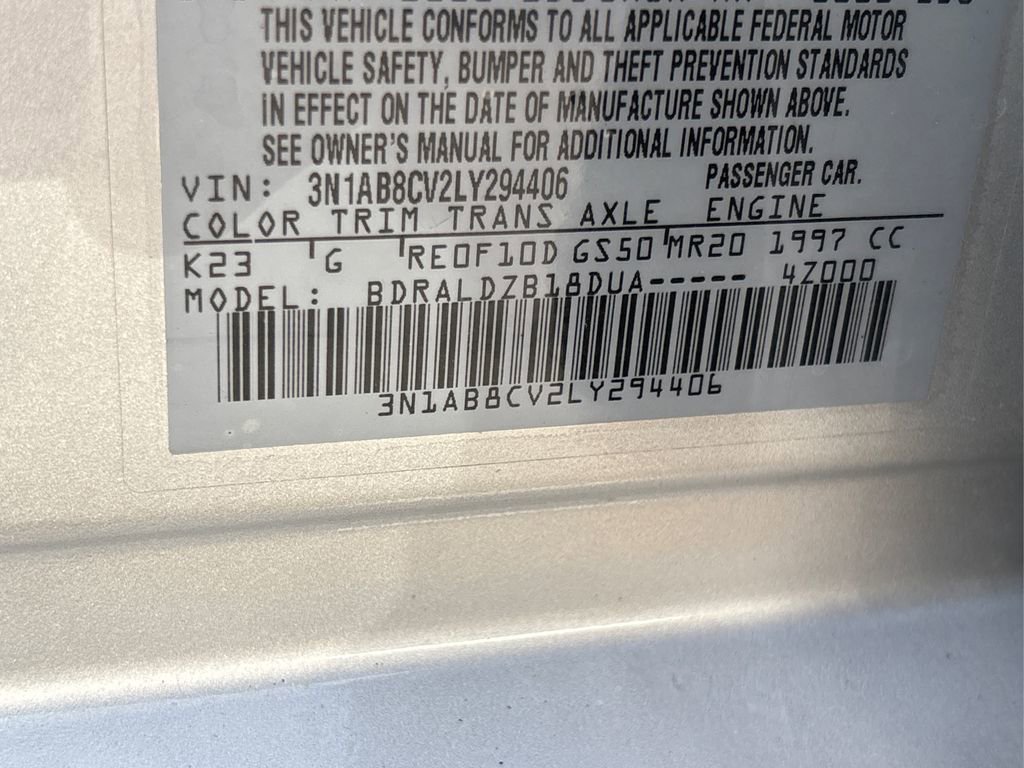 THIS VEHICLE CONFORMS TO ALL APPLICABLE FEDERAL MOTOR
VEHICLE SAFETY, BUMPER AND THEFT PREVENTION STANDARDS
IN EFFECT ON THE DATE OF MANUFACTURE SHOWN ABOVE.
SEE OWNER'S MANUAL FOR ADDITIONAL INFORMATION.
VIN: 3N1AB8CV2LY294406 PASSENGER CAR.
COLOR TRIM TRANS AXLE ENGINE
K23 G RE0F10D GS50 MR20 1997 CC
MODEL: BDRALDZB18DUA----- 4Z000
3N1AB8CV2LY294406